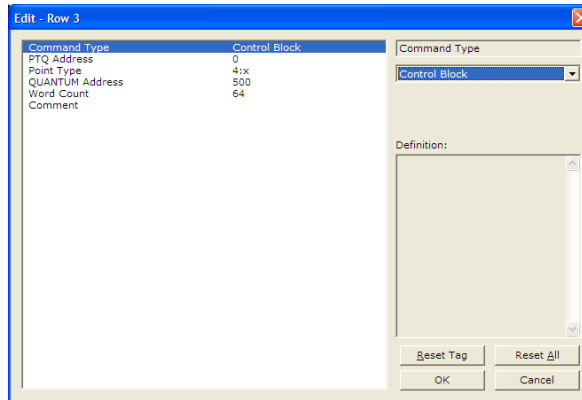 Edit - Row 3
Command Type Control Block
PTQ Address 0
Point Type 4:x
QUANTUM Address 500
Word Count 64
Comment
Command Type
Control Block
Definition:
Reset Tag Reset All
OK Cancel